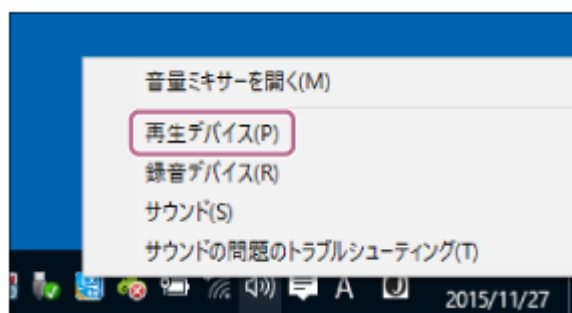 音量ミキサーを開く(M)
再生デバイス(P)
録音デバイス(R)
サウンド(S)
サウンドの問題のトラブルシューティング(T)
A
2015/11/27